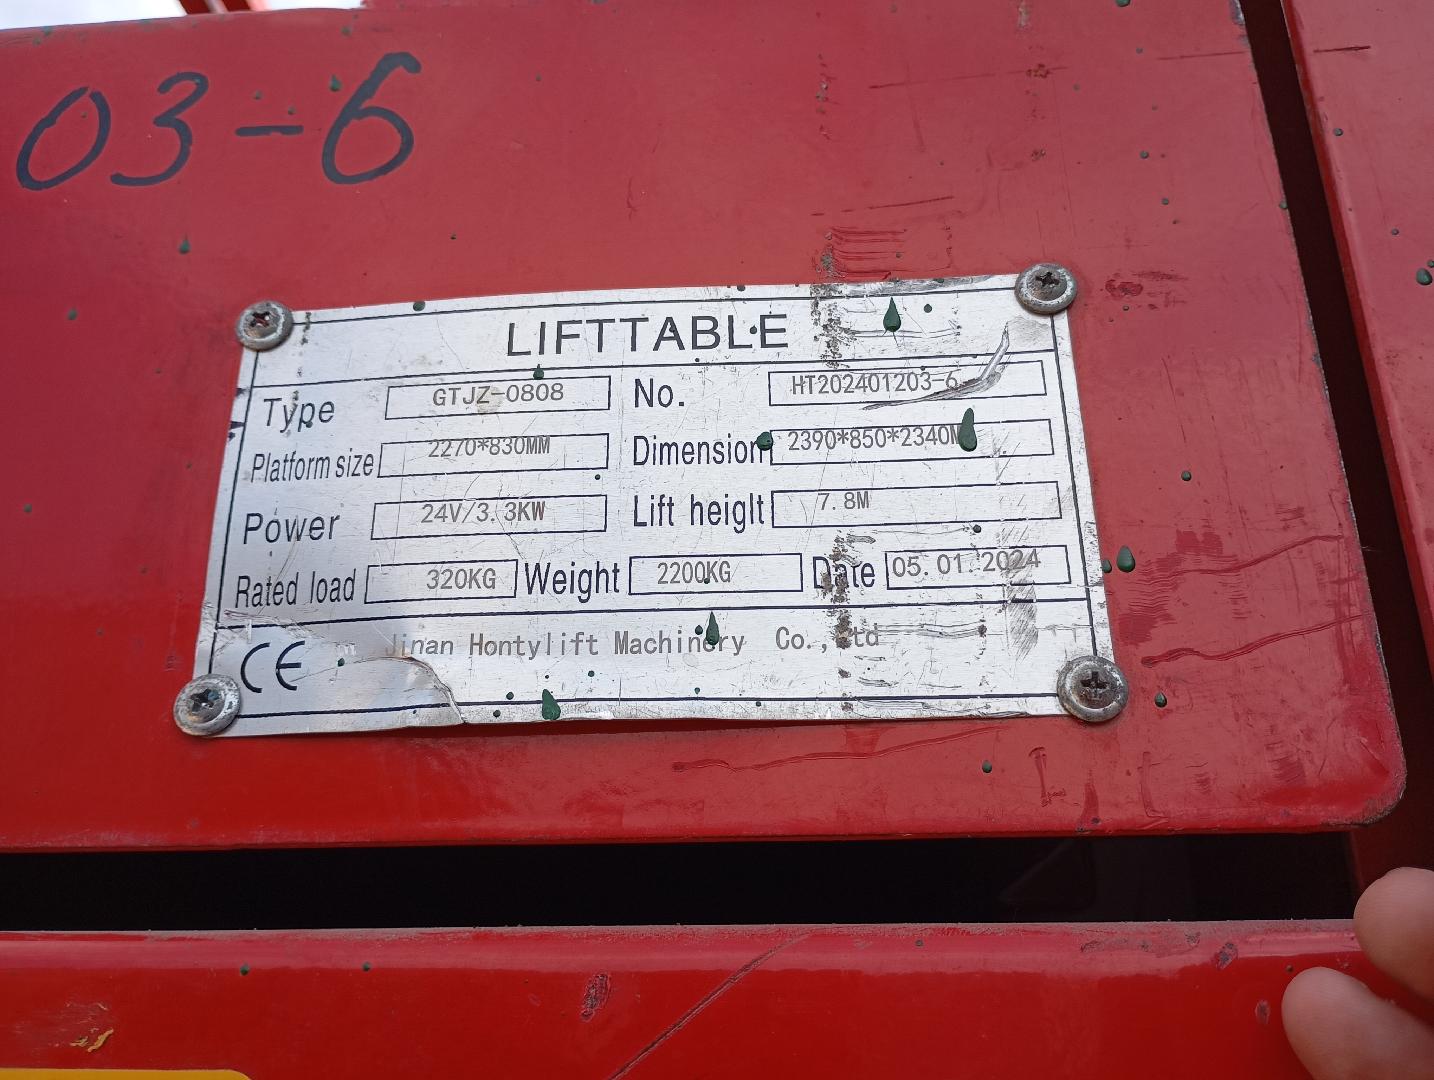 03-6
LIFTTABLE
Type GTJZ-0808 No. HT202401203-6
Platform size 2270*830MM Dimension 2390*850*2340M
Power 24V/3.3KW Lift heiglt 7.8M
Rated load 320KG Weight 2200KG Date 05.01.2024
CE Jinan Hontylift Machinery Co., Ltd